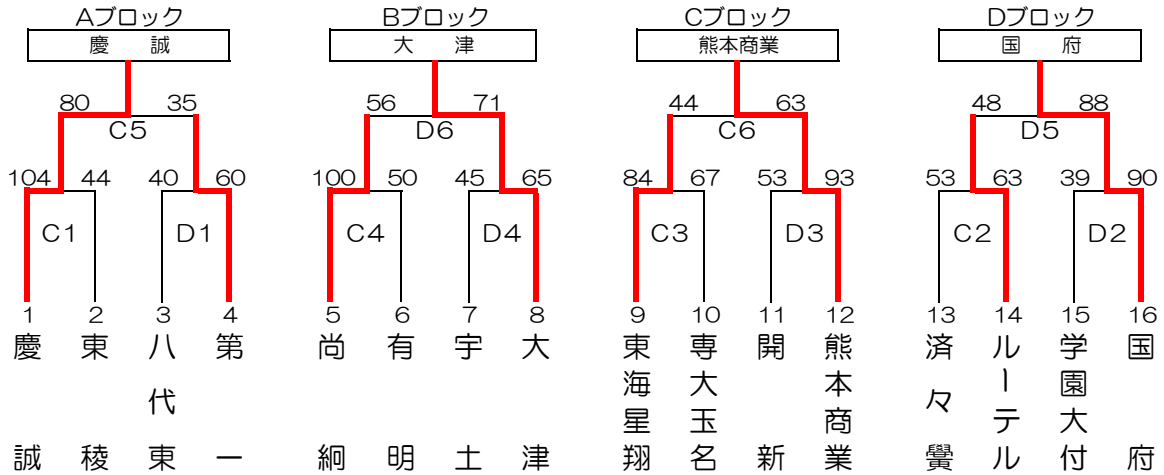 Aブロック Bブロック Cブロック Dブロック
慶誠 大津 熊本商業 国府
80 35 56 71 44 63 48 88
C5 D6 C6 D5
104 44 40 60 100 50 45 65 84 67 53 93 53 63 39 90
C1 D1 C4 D4 C3 D3 C2 D2
1 2 3 4 5 6 7 8 9 10 11 12 13 14 15 16
慶誠
東稜
八代東
第一
尚絅
有明
宇土
大津
東海星翔
専大玉名
開新
熊本商業
済々黌
ルーテル
学園大付
国府